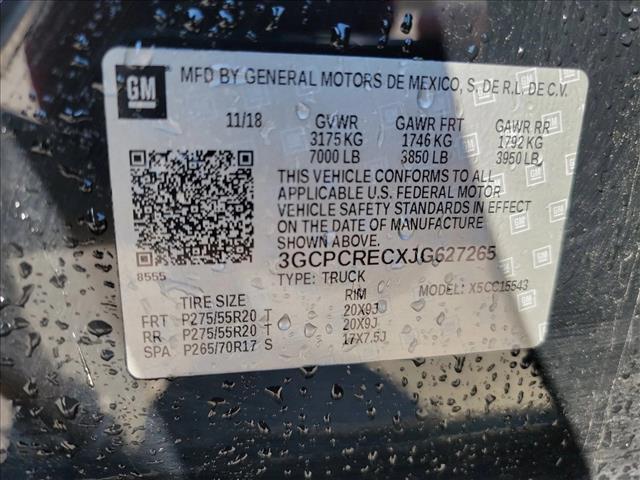 GM
MFD BY GENERAL MOTORS DE MEXICO, S. DE R.L. DE C.V.
11/18 GVWR GAWR FRT GAWR RR
3175 KG 1746 KG 1792 KG
7000 LB 3850 LB 3950 LB
THIS VEHICLE CONFORMS TO ALL
APPLICABLE U.S. FEDERAL MOTOR
VEHICLE SAFETY STANDARDS IN EFFECT
ON THE DATE OF MANUFACTURE
SHOWN ABOVE.
8555
3GCPCRECXJG627265
TYPE: TRUCK MODEL: X5CC15543
TIRE SIZE RIM
FRT P275/55R20 T 20X9J
RR P275/55R20 T 20X9J
SPA P265/70R17 S 17X7.5J